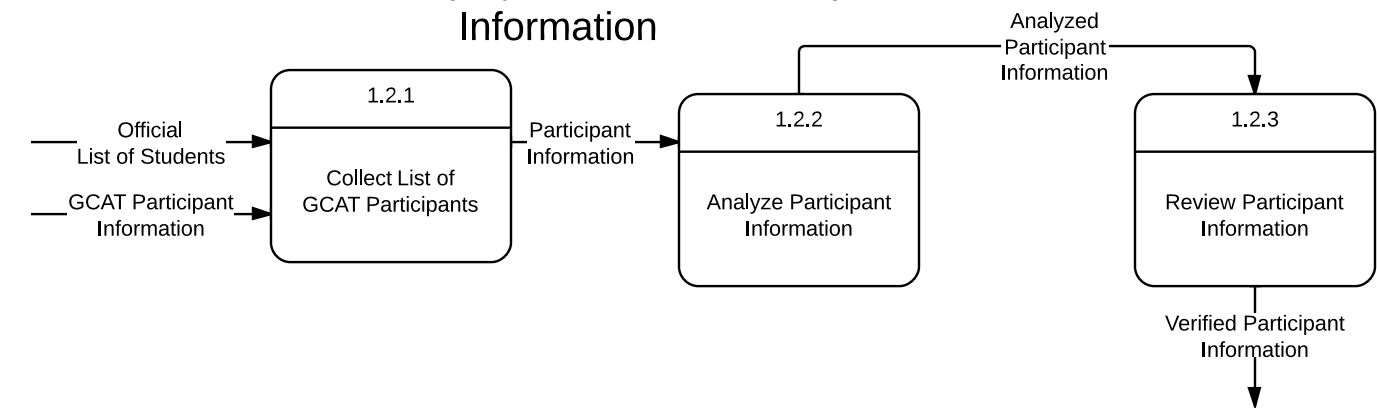 Information
1.2.1
Collect List of
GCAT Participants
Official
List of Students
GCAT Participant
Information
Participant
Information
1.2.2
Analyze Participant
Information
Analyzed
Participant
Information
1.2.3
Review Participant
Information
Verified Participant
Information